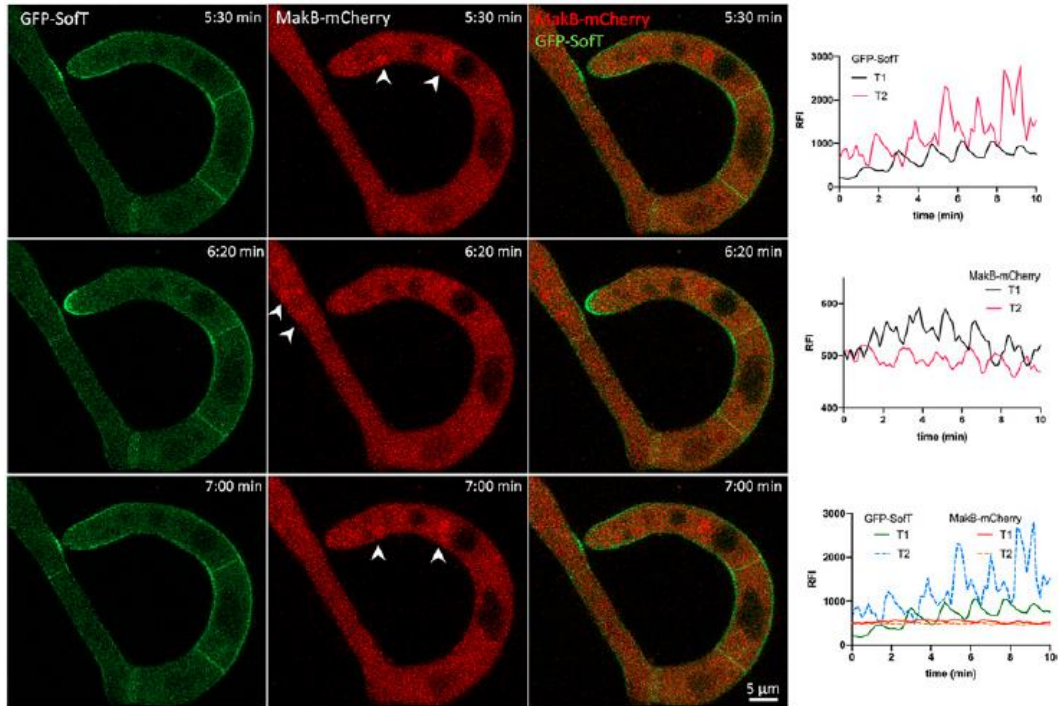 GFP-SofT 5:30 min
MakB-mCherry 5:30 min
MakB-mCherry 5:30 min
GFP-SofT
6:20 min
6:20 min
6:20 min
7:00 min
7:00 min
7:00 min
5 µm
GFP-SofT
T1
T2
RFI
3000
2000
1000
0
0 2 4 6 8 10
time (min)
MakB-mCherry
T1
T2
RFI
600
500
400
0 2 4 6 8 10
time (min)
GFP-SofT MakB-mCherry
T1 T1
T2 T2
RFI
3000
2000
1000
0
0 2 4 6 8 10
time (min)